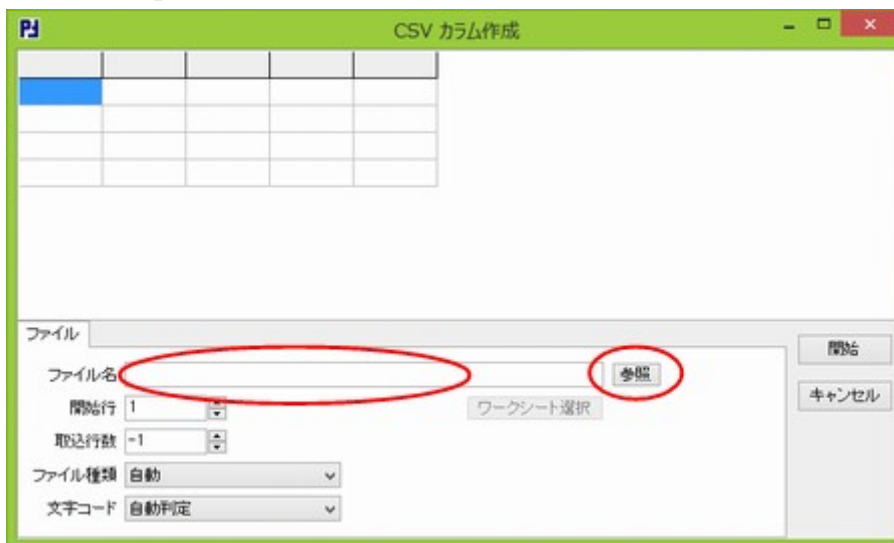 CSV カラム作成
ファイル
ファイル名
参照
開始行 1
ワークシート選択
取込行数 -1
ファイル種類 自動
文字コード 自動判定
開始
キャンセル